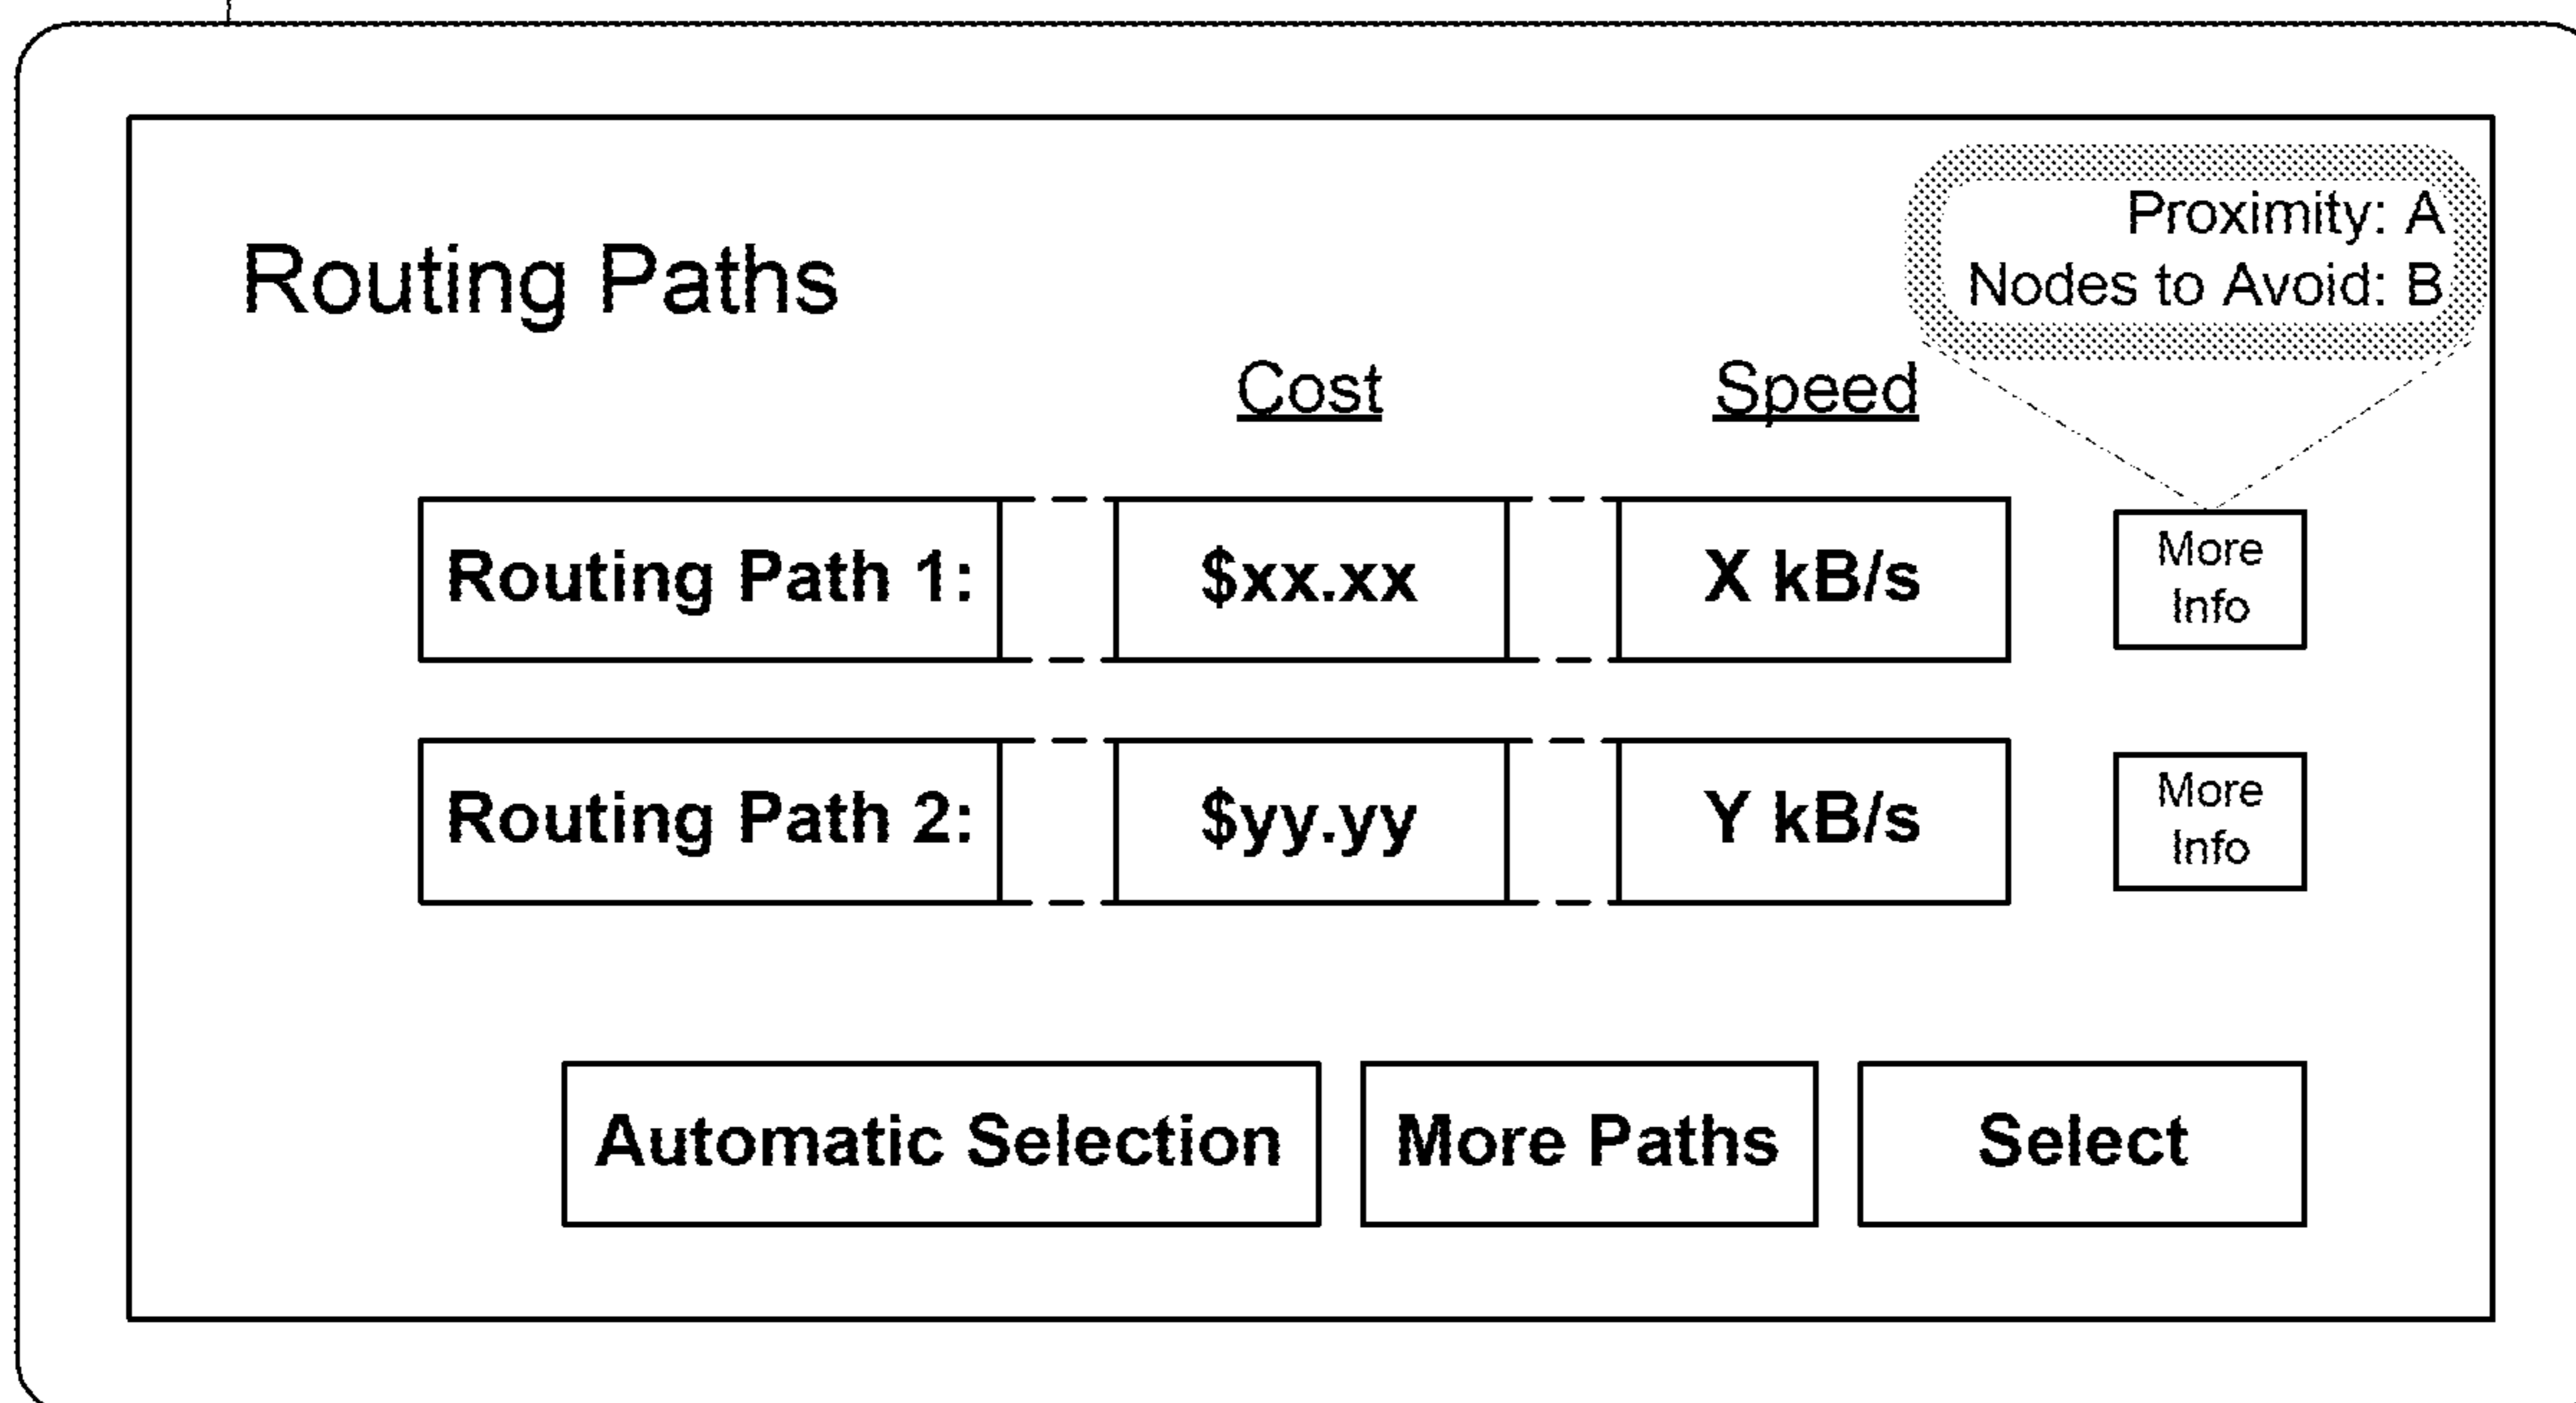 Proximity: A
Nodes to Avoid: B
Routing Paths
Cost Speed
Routing Path 1: $xx.xx X kB/s More
Info
Routing Path 2: $yy.yy Y kB/s More
Info
Automatic Selection More Paths Select